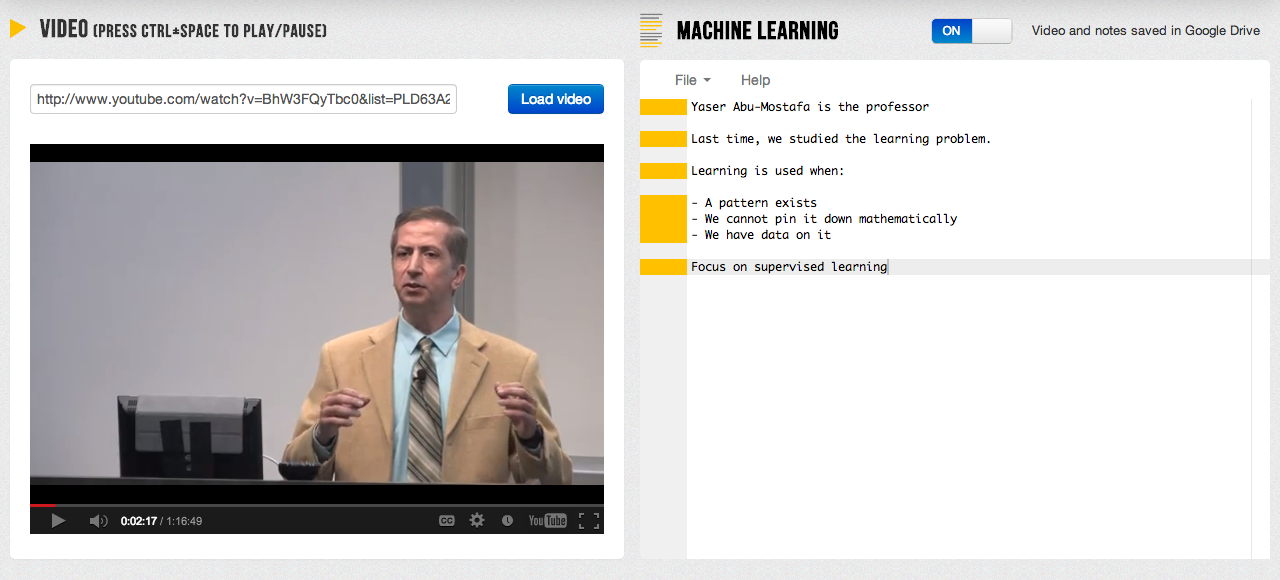 VIDEO (PRESS CTRL+SPACE TO PLAY/PAUSE)
http://www.youtube.com/watch?v=BhW3FQyTbc0&list=PLD63A2
Load video
0:02:17 / 1:16:49
CC
YouTube
MACHINE LEARNING
ON
Video and notes saved in Google Drive
File
Help
Yaser Abu-Mostafa is the professor
Last time, we studied the learning problem.
Learning is used when:
- A pattern exists
- We cannot pin it down mathematically
- We have data on it
Focus on supervised learning